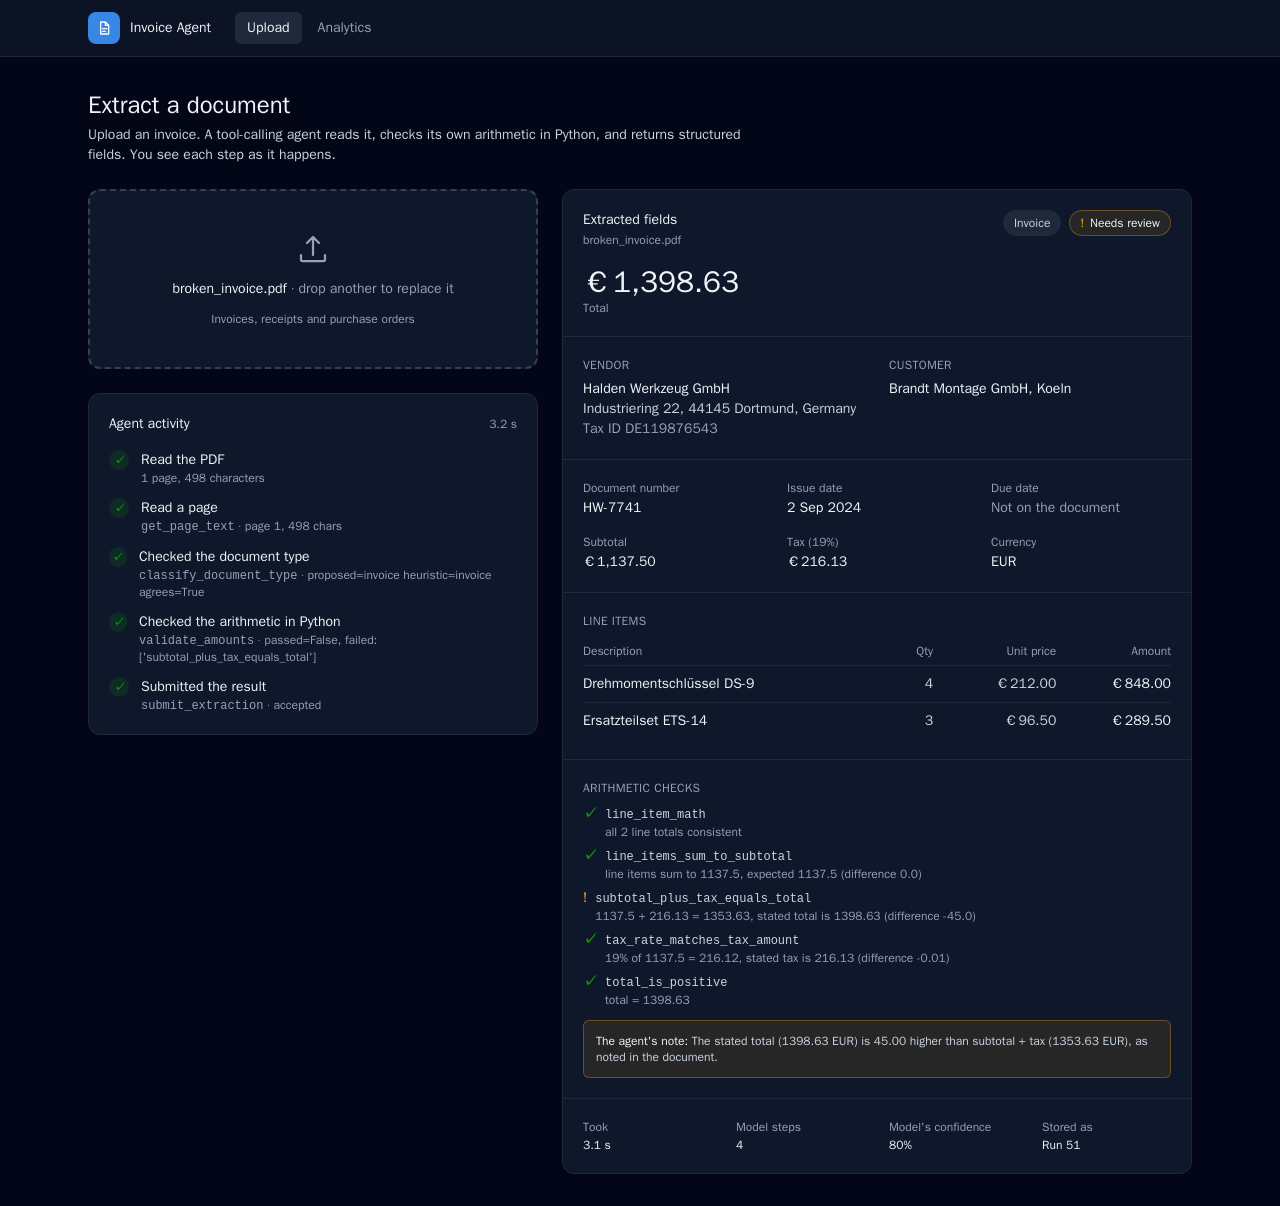 Invoice Agent
Upload
Analytics
Extract a document
Upload an invoice. A tool-calling agent reads it, checks its own arithmetic in Python, and returns structured
fields. You see each step as it happens.
broken_invoice.pdf · drop another to replace it
Invoices, receipts and purchase orders
Agent activity
3.2 s
✓ Read the PDF
1 page, 498 characters
✓ Read a page
get_page_text · page 1, 498 chars
✓ Checked the document type
classify_document_type · proposed=invoice heuristic=invoice
agrees=True
✓ Checked the arithmetic in Python
validate_amounts · passed=False, failed:
['subtotal_plus_tax_equals_total']
✓ Submitted the result
submit_extraction · accepted
Extracted fields
broken_invoice.pdf
Invoice
! Needs review
€ 1,398.63
Total
VENDOR
Halden Werkzeug GmbH
Industriering 22, 44145 Dortmund, Germany
Tax ID DE119876543
CUSTOMER
Brandt Montage GmbH, Koeln
Document number
HW-7741
Issue date
2 Sep 2024
Due date
Not on the document
Subtotal
€ 1,137.50
Tax (19%)
€ 216.13
Currency
EUR
LINE ITEMS
Description Qty Unit price Amount
Drehmomentschlüssel DS-9 4 € 212.00 € 848.00
Ersatzteilset ETS-14 3 € 96.50 € 289.50
ARITHMETIC CHECKS
✓ line_item_math
all 2 line totals consistent
✓ line_items_sum_to_subtotal
line items sum to 1137.5, expected 1137.5 (difference 0.0)
! subtotal_plus_tax_equals_total
1137.5 + 216.13 = 1353.63, stated total is 1398.63 (difference -45.0)
✓ tax_rate_matches_tax_amount
19% of 1137.5 = 216.12, stated tax is 216.13 (difference -0.01)
✓ total_is_positive
total = 1398.63
The agent's note: The stated total (1398.63 EUR) is 45.00 higher than subtotal + tax (1353.63 EUR), as
noted in the document.
Took
3.1 s
Model steps
4
Model's confidence
80%
Stored as
Run 51